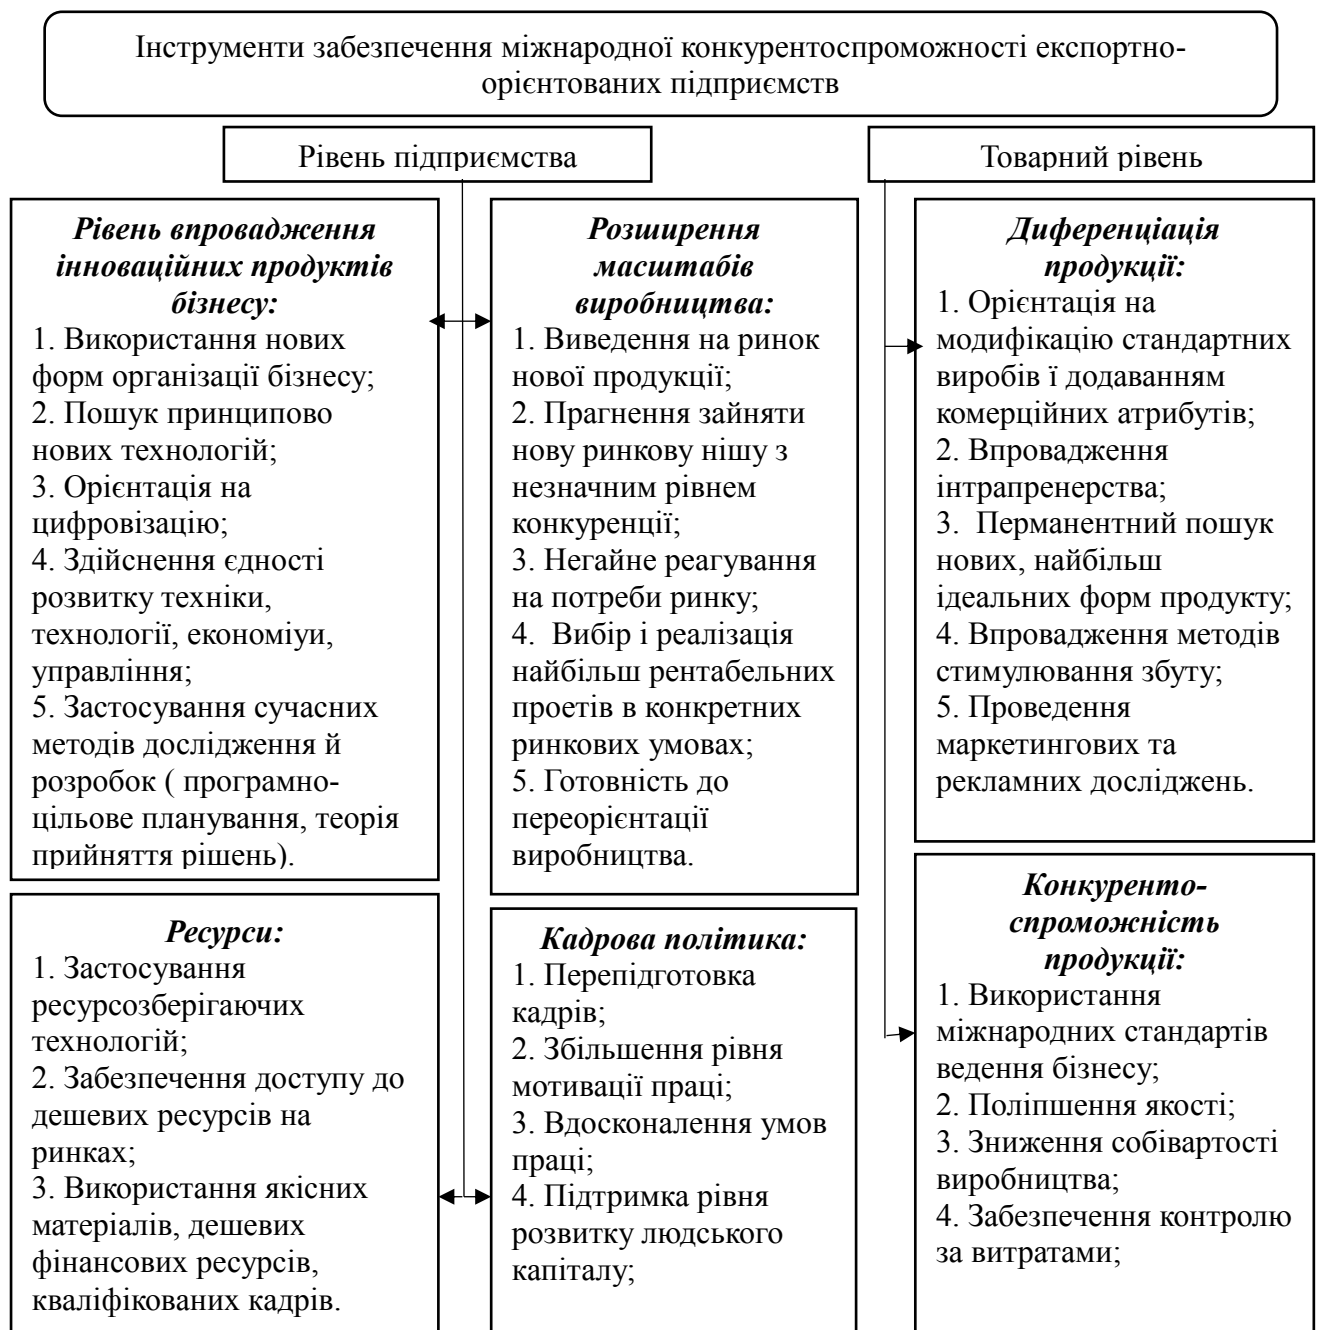 Інструменти забезпечення міжнародної конкурентоспроможності експортно-
орієнтованих підприємств
Рівень підприємства
Товарний рівень
Рівень впровадження
інноваційних продуктів
бізнесу:
1. Використання нових
форм організації бізнесу;
2. Пошук принципово
нових технологій;
3. Орієнтація на
цифровізацію;
4. Здійснення єдності
розвитку техніки,
технології, економіуи,
управління;
5. Застосування сучасних
методів дослідження й
розробок ( програмно-
цільове планування, теорія
прийняття рішень).
Розширення
масштабів
виробництва:
1. Виведення на ринок
нової продукції;
2. Прагнення зайняти
нову ринкову нішу з
незначним рівнем
конкуренції;
3. Негайне реагування
на потреби ринку;
4.  Вибір і реалізація
найбільш рентабельних
проетів в конкретних
ринкових умовах;
5. Готовність до
переорієнтації
виробництва.
Диференціація
продукції:
1. Орієнтація на
модифікацію стандартних
виробів ї додаванням
комерційних атрибутів;
2. Впровадження
інтрапренерства;
3.  Перманентний пошук
нових, найбільш
ідеальних форм продукту;
4. Впровадження методів
стимулювання збуту;
5. Проведення
маркетингових та
рекламних досліджень.
Ресурси:
1. Застосування
ресурсозберігаючих
технологій;
2. Забезпечення доступу до
дешевих ресурсів на
ринках;
3. Використання якісних
матеріалів, дешевих
фінансових ресурсів,
кваліфікованих кадрів.
Кадрова політика:
1. Перепідготовка
кадрів;
2. Збільшення рівня
мотивації праці;
3. Вдосконалення умов
праці;
4. Підтримка рівня
розвитку людського
капіталу;
Конкуренто-
спроможність
продукції:
1. Використання
міжнародних стандартів
ведення бізнесу;
2. Поліпшення якості;
3. Зниження собівартості
виробництва;
4. Забезпечення контролю
за витратами;